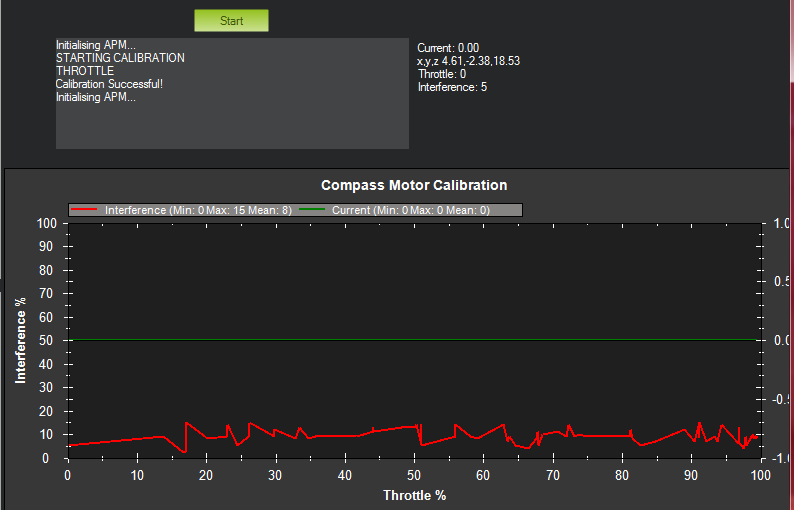 Start
Initialising APM...
STARTING CALIBRATION
THROTTLE
Calibration Successful!
Initialising APM...
Current: 0.00
x,y,z 4.61,-2.38,18.53
Throttle: 0
Interference: 5
Compass Motor Calibration
Interference (Min: 0 Max: 15 Mean: 8) Current (Min: 0 Max: 0 Mean: 0)
100
90
80
70
60
50
40
30
20
10
0
Interference %
1.0
0.5
0.0
-0.5
-1.0
0 10 20 30 40 50 60 70 80 90 100
Throttle %